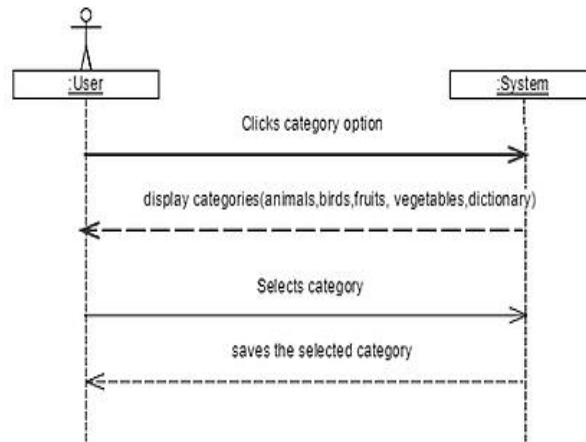 :User
:System
Clicks category option
display categories(animals,birds,fruits, vegetables,dictionary)
Selects category
saves the selected category